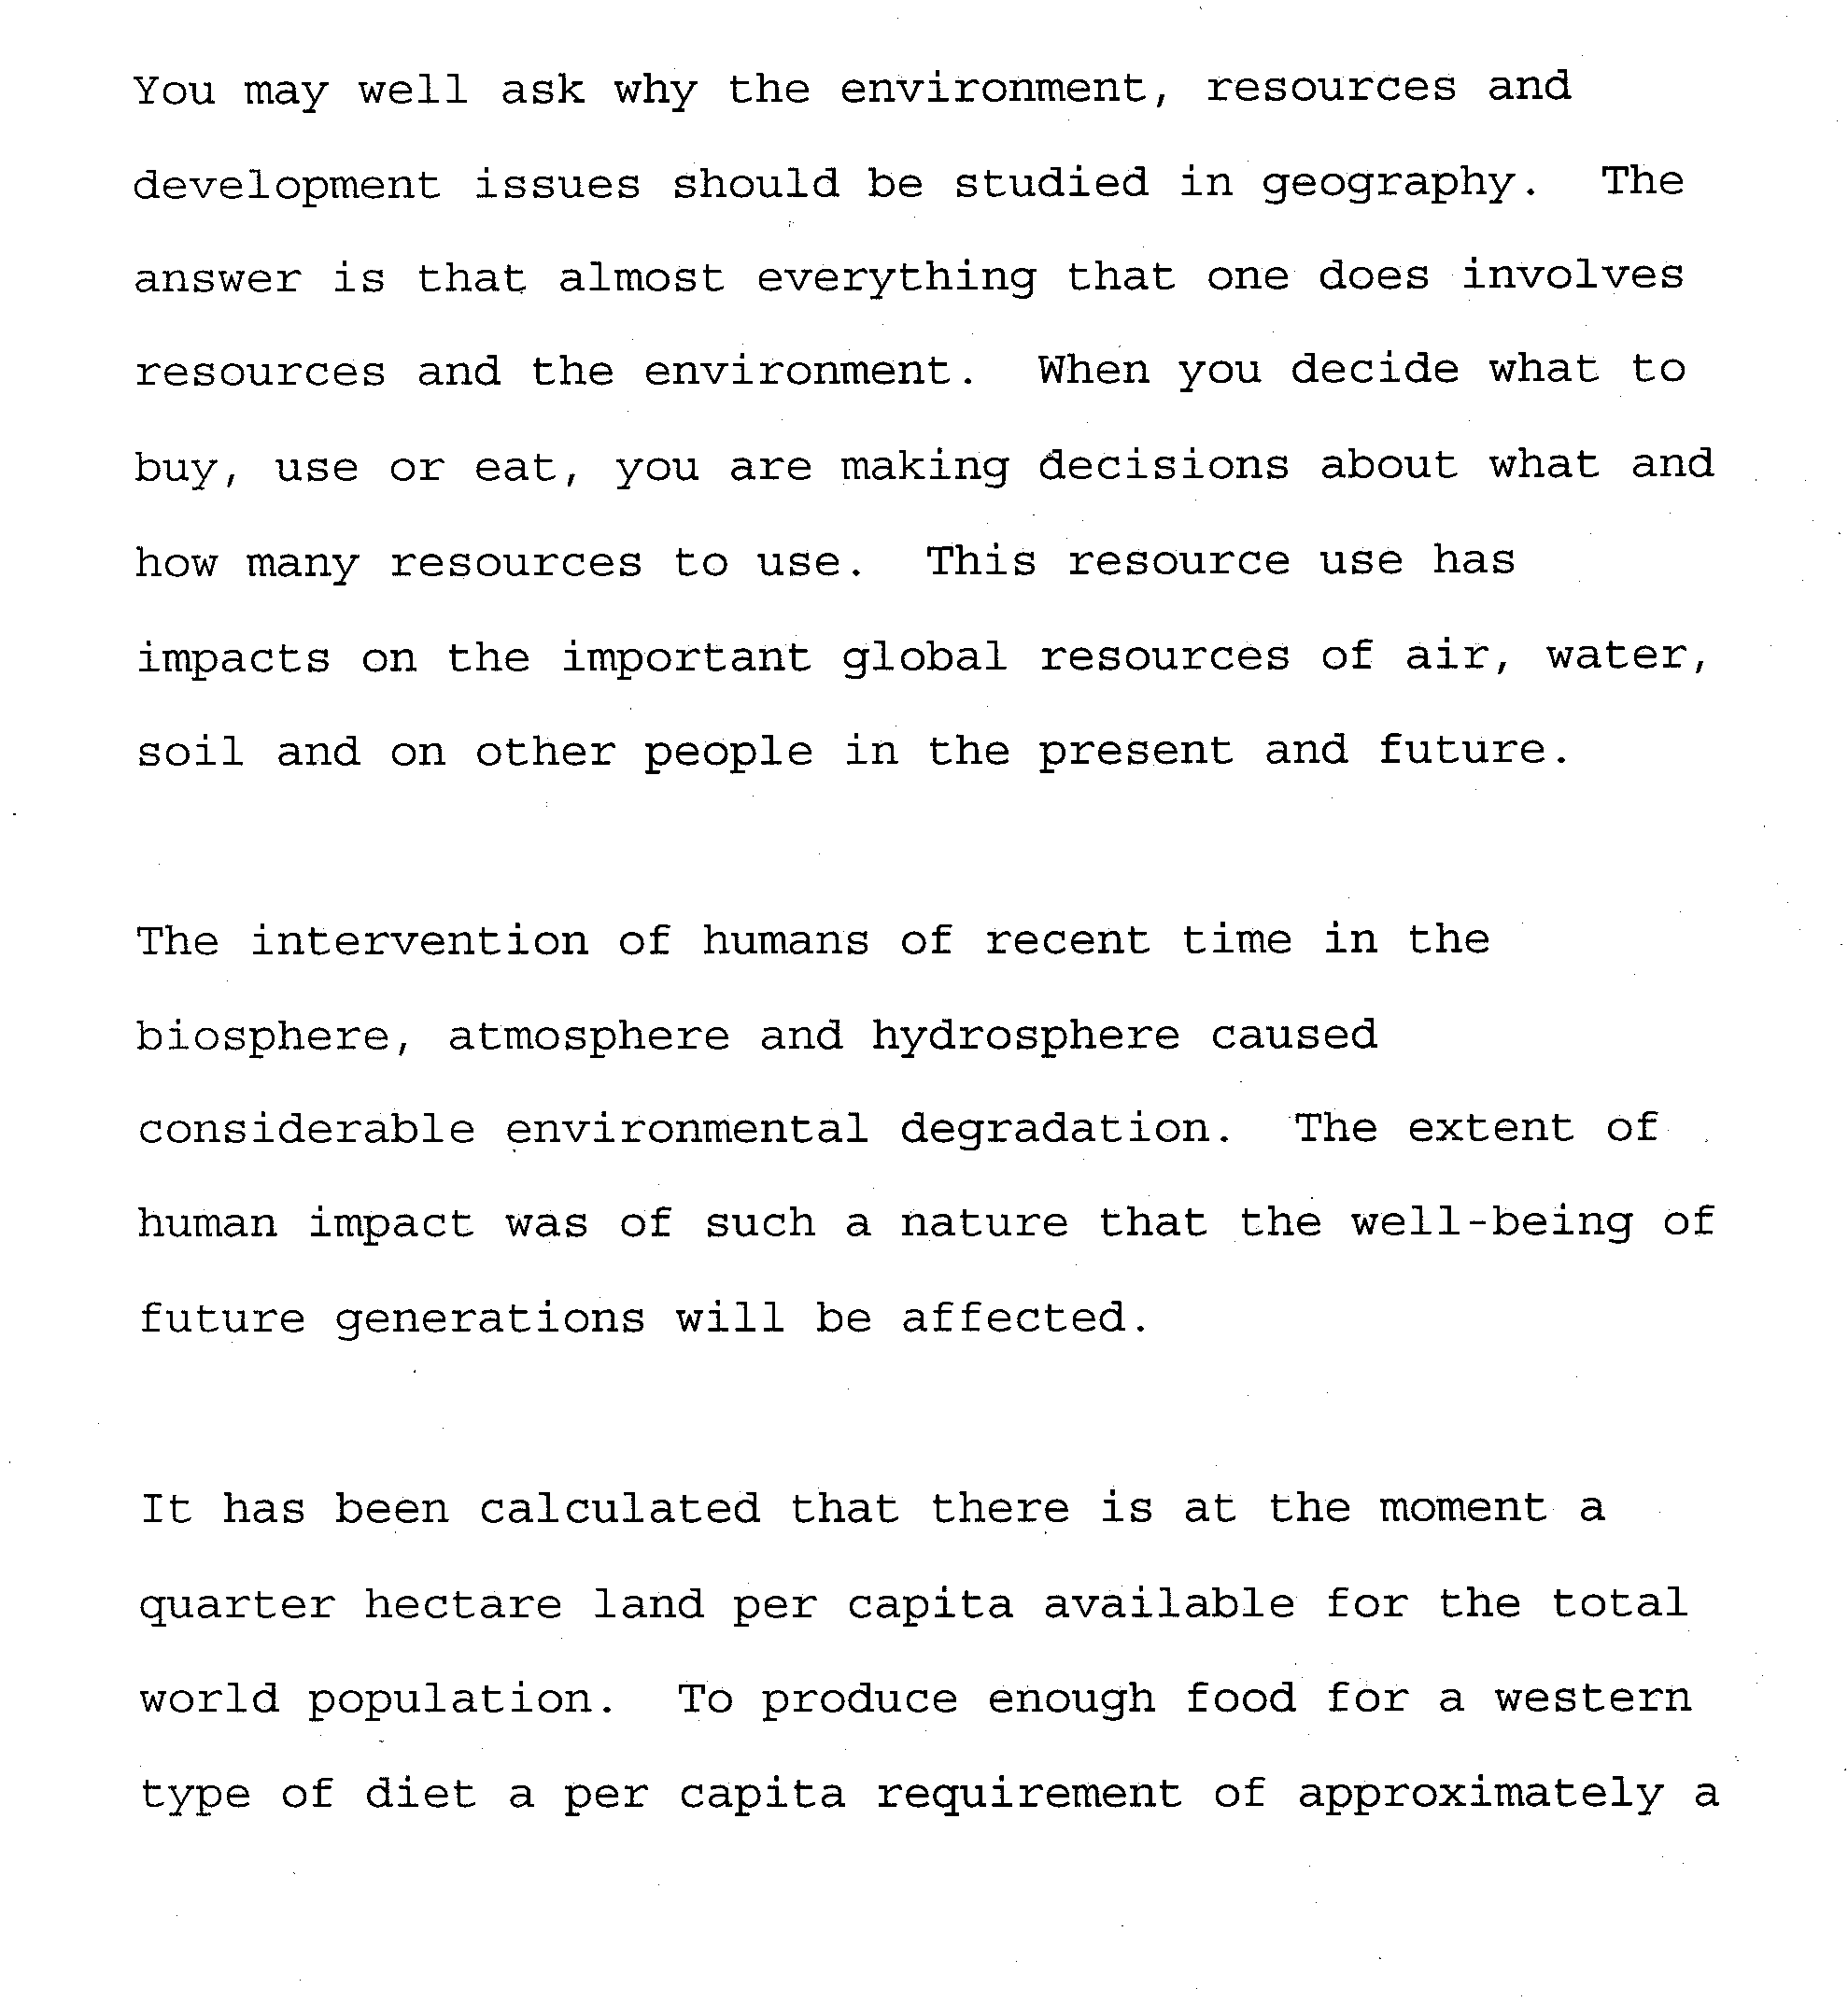 You may well ask why the environment, resources and
development issues should be studied in geography. The
answer is that almost everything that one does involves
resources and the environment. When you decide what to
buy, use or eat, you are making decisions about what and
how many resources to use. This resource use has
impacts on the important global resources of air, water,
soil and on other people in the present and future.
The intervention of humans of recent time in the
biosphere, atmosphere and hydrosphere caused
considerable environmental degradation. The extent of
human impact was of such a nature that the well-being of
future generations will be affected.
It has been calculated that there is at the moment a
quarter hectare land per capita available for the total
world population. To produce enough food for a western
type of diet a per capita requirement of approximately a